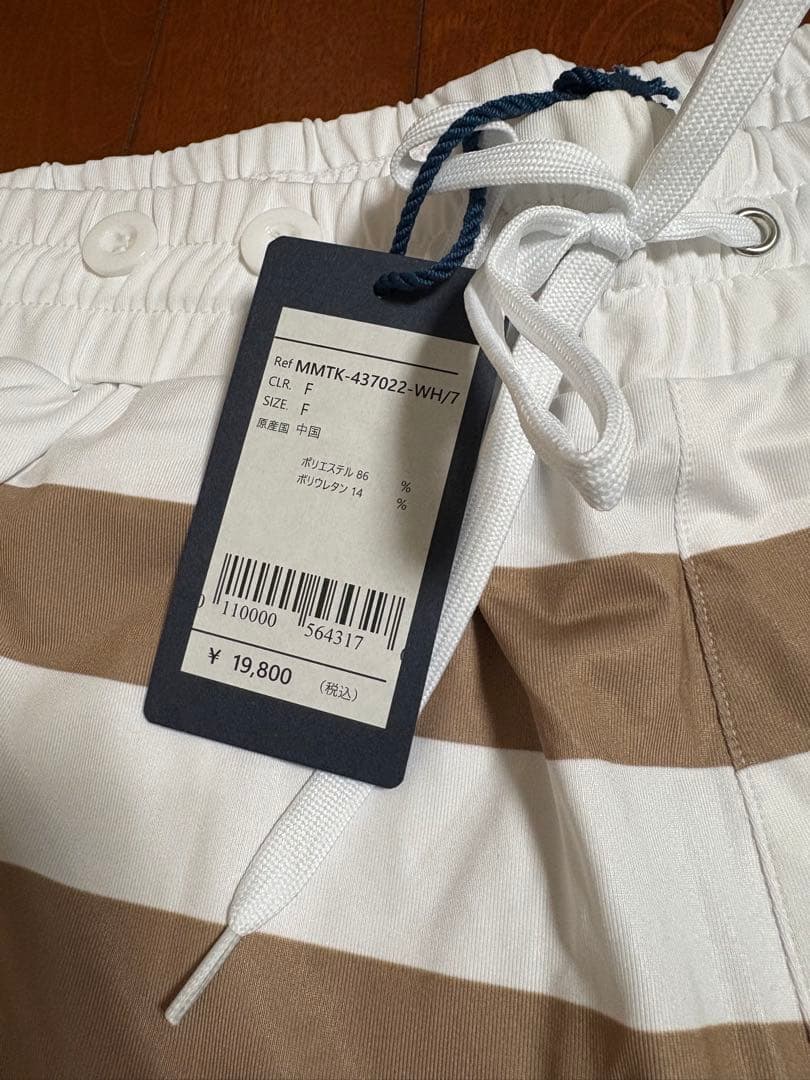 Ref MMTK-437022-WH/7
CLR. F
SIZE. F
原産国 中国
ポリエステル 86 %
ポリウレタン 14 %
110000 564317
¥ 19,800 (税込)